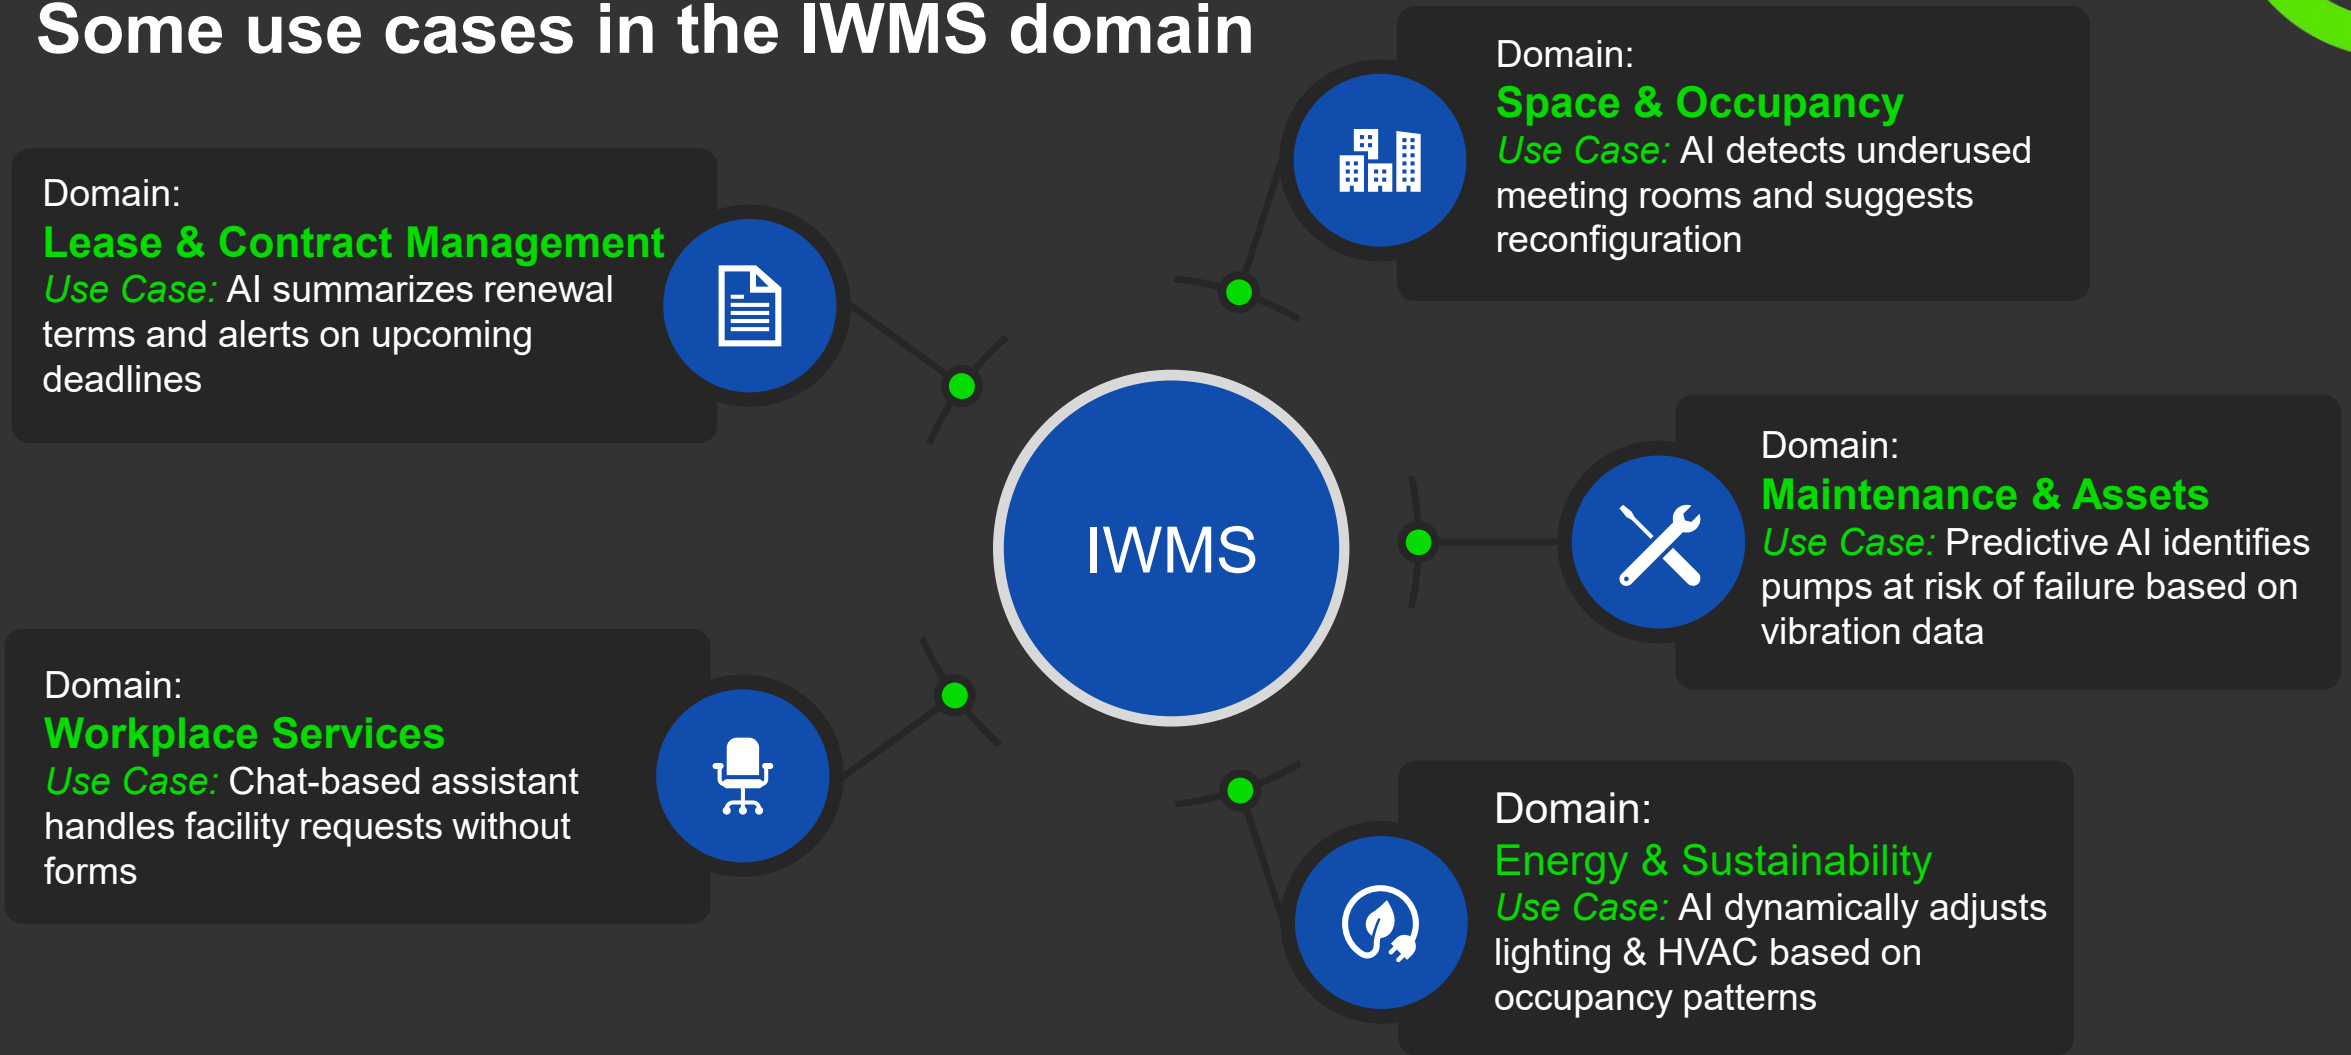 Some use cases in the IWMS domain
Domain:
Lease & Contract Management
Use Case: AI summarizes renewal
terms and alerts on upcoming
deadlines
Domain:
Workplace Services
Use Case: Chat-based assistant
handles facility requests without
forms
IWMS
Domain:
Space & Occupancy
Use Case: AI detects underused
meeting rooms and suggests
reconfiguration
Domain:
Maintenance & Assets
Use Case: Predictive AI identifies
pumps at risk of failure based on
vibration data
Domain:
Energy & Sustainability
Use Case: AI dynamically adjusts
lighting & HVAC based on
occupancy patterns